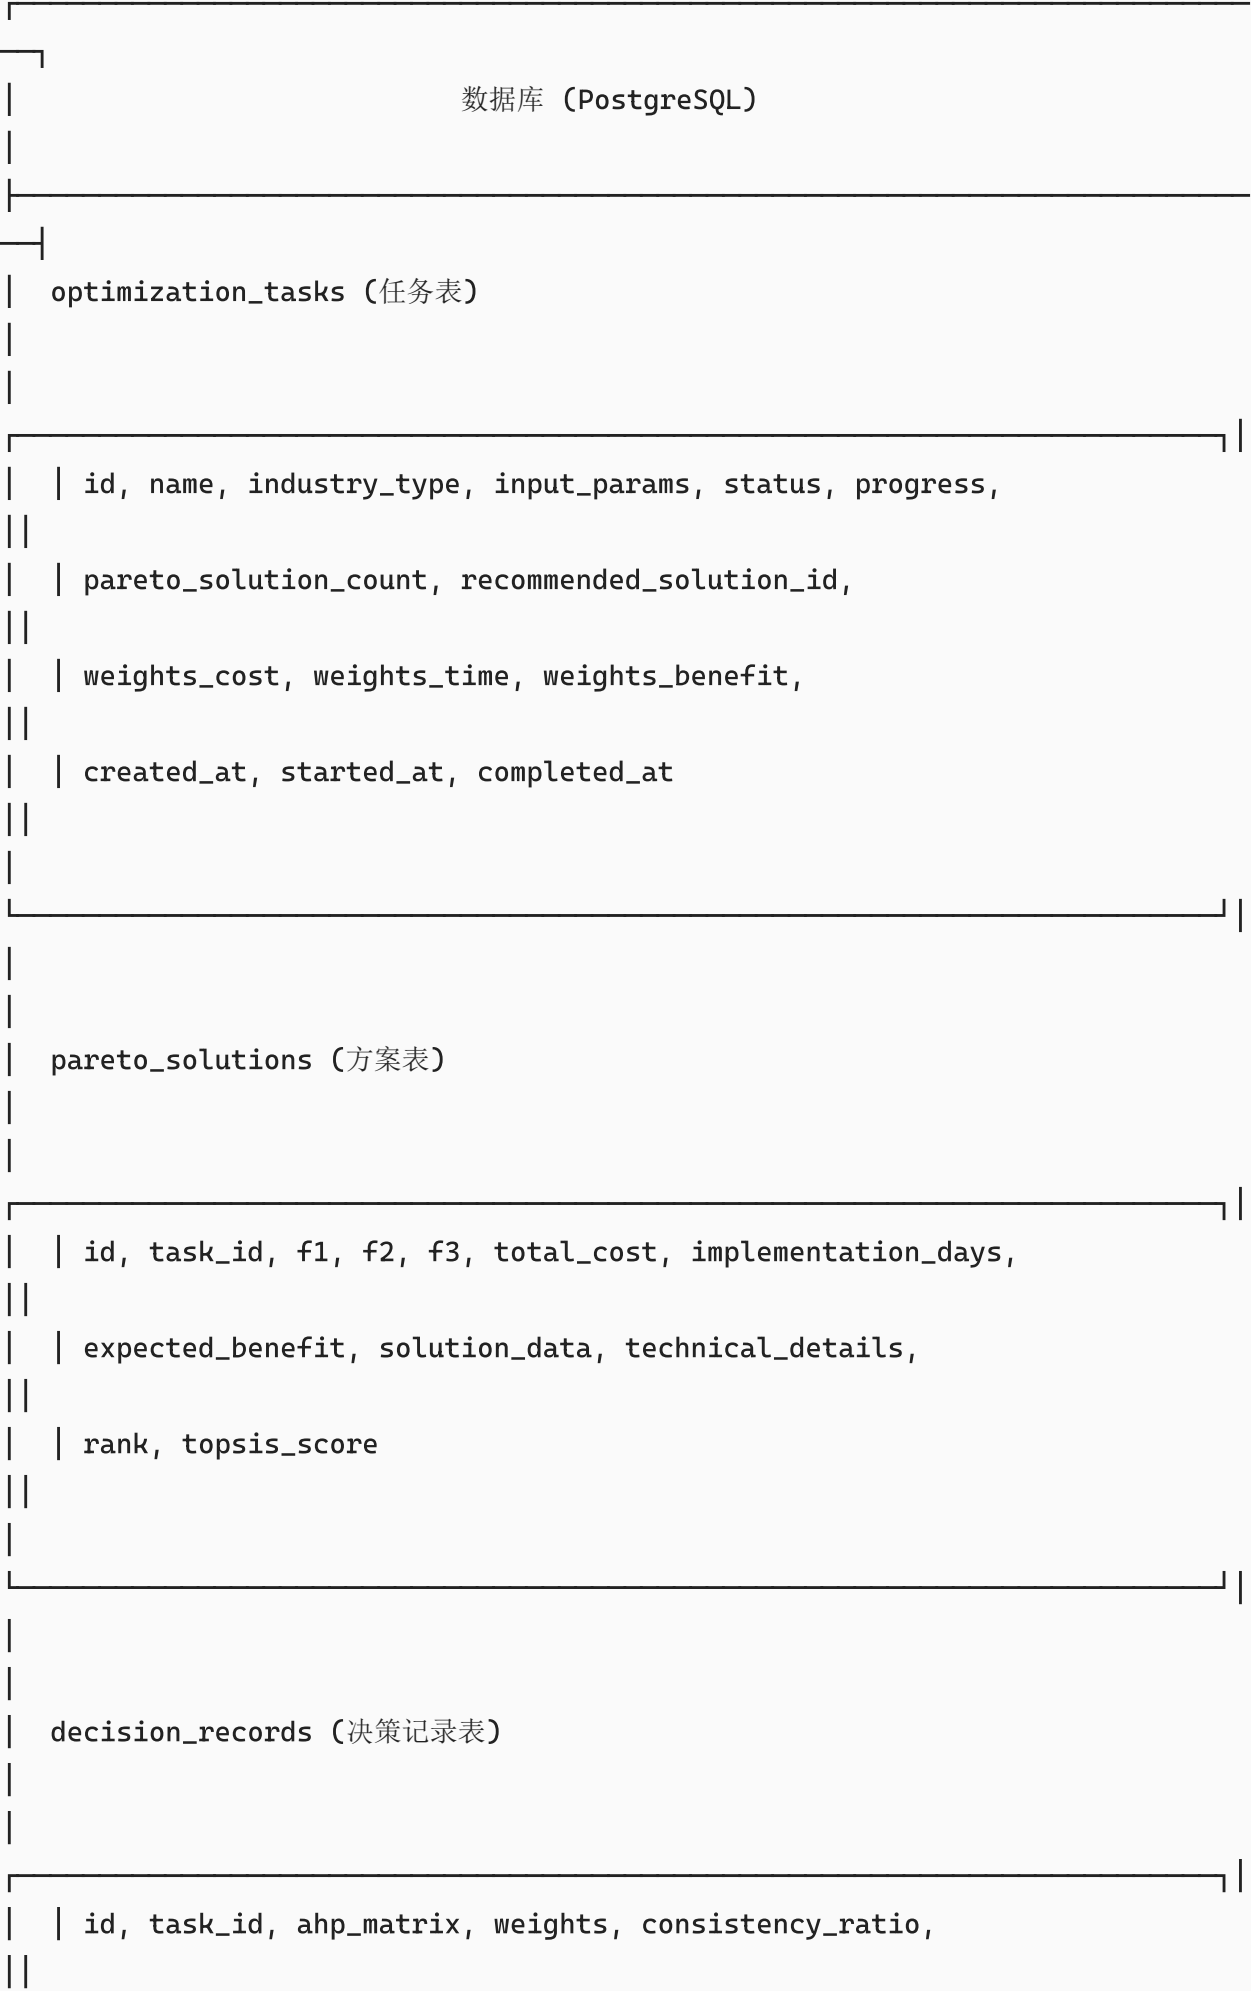 数据库 (PostgreSQL)
optimization_tasks (任务表)
id, name, industry_type, input_params, status, progress,
pareto_solution_count, recommended_solution_id,
weights_cost, weights_time, weights_benefit,
created_at, started_at, completed_at
pareto_solutions (方案表)
id, task_id, f1, f2, f3, total_cost, implementation_days,
expected_benefit, solution_data, technical_details,
rank, topsis_score
decision_records (决策记录表)
id, task_id, ahp_matrix, weights, consistency_ratio,